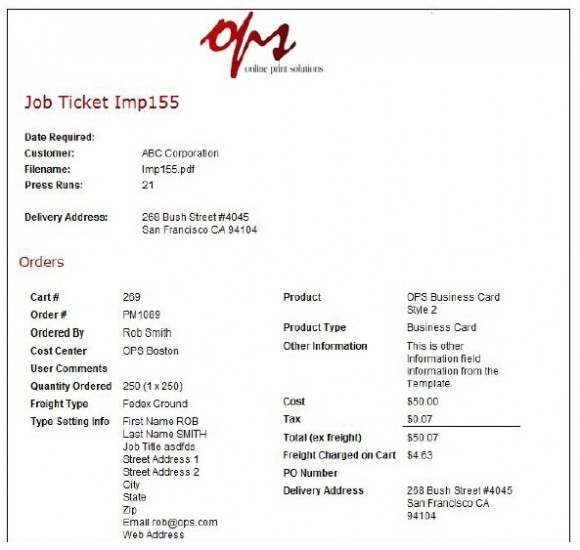 ops
online print solutions
Job Ticket Imp155
Date Required:
Customer: ABC Corporation
Filename: Imp155.pdf
Press Runs: 21
Delivery Address: 268 Bush Street #4045
San Francisco CA 94104
Orders
Cart # 269
Order # PM1089
Ordered By Rob Smith
Cost Center OPS Boston
User Comments
Quantity Ordered 250 (1 x 250)
Freight Type Fedex Ground
Type Setting Info First Name ROB
Last Name SMITH
Job Title asdfds
Street Address 1
Street Address 2
City
State
Zip
Email rob@ops.com
Web Address
Product OPS Business Card
Style 2
Product Type Business Card
Other Information This is other
Information field
information from the
Template.
Cost $50.00
Tax $0.07
Total (ex freight) $50.07
Freight Charged on Cart $4.63
PO Number
Delivery Address 268 Bush Street #4045
San Francisco CA
94104